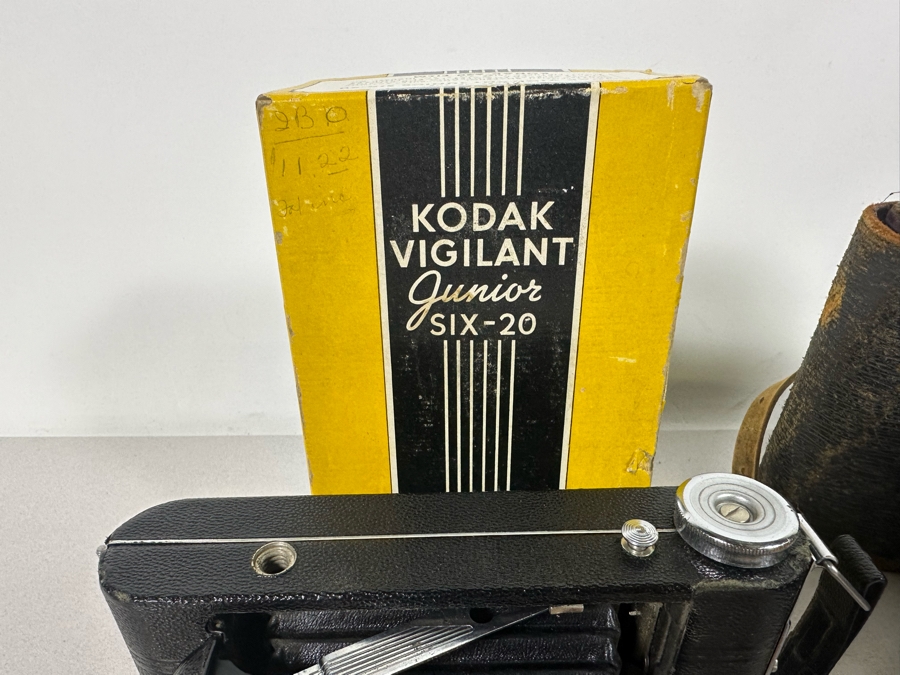 11.22
KODAK
VIGILANT
Junior
SIX-20